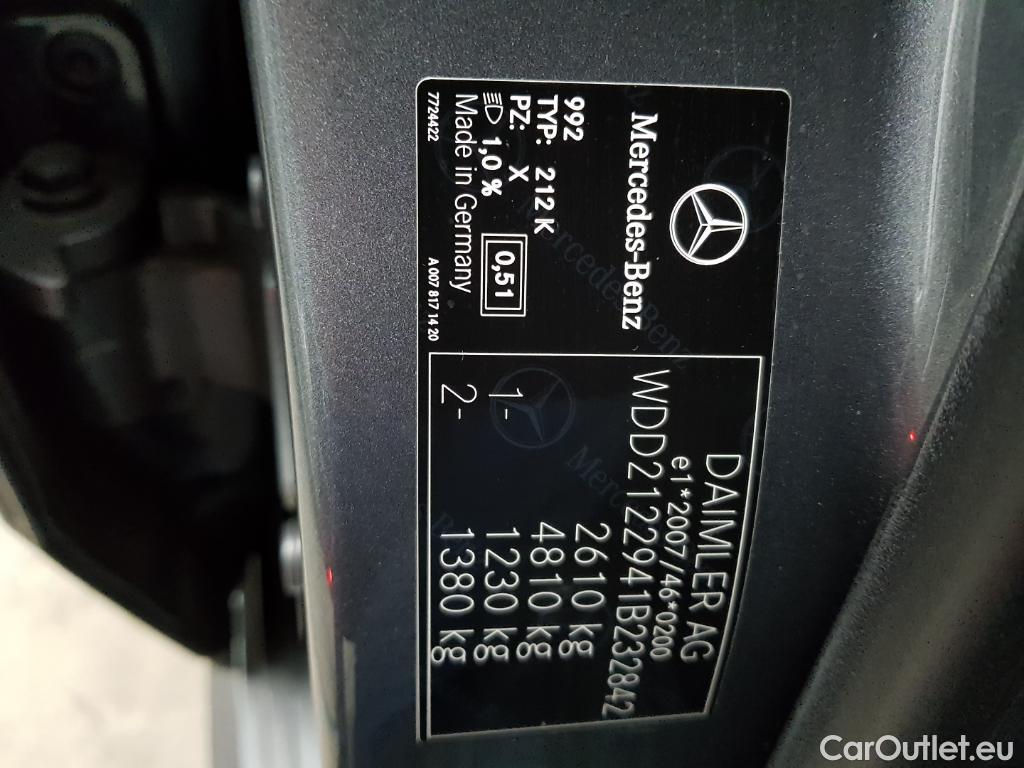 Mercedes-Benz
992
TYP: 212 K
PZ: X
1,0 %
0,51
Made in Germany
7724422
A 007 817 14 20
DAIMLER AG
e1*2007/46*0200
WDD2122941B232842
2610 kg
4810 kg
1- 1230 kg
2- 1380 kg
CarOutlet.eu